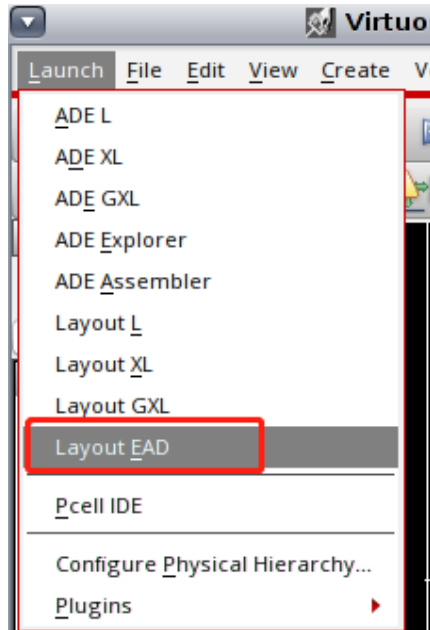 Virtuo
Launch File Edit View Create V
ADE L
ADE XL
ADE GXL
ADE Explorer
ADE Assembler
Layout L
Layout XL
Layout GXL
Layout EAD
Pcell IDE
Configure Physical Hierarchy...
Plugins